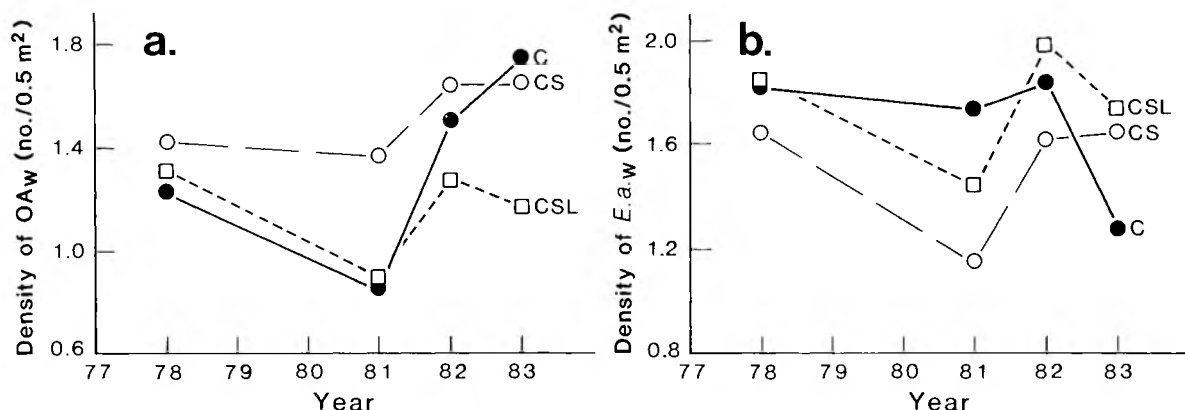 a.
Density of OAw (no./0.5 m²)
1.8
1.4
1.0
0.6
C
CS
CSL
77 78 79 80 81 82 83
Year
b.
Density of E.a.w (no./0.5 m²)
2.0
1.6
1.2
0.8
CSL
CS
C
77 78 79 80 81 82 83
Year